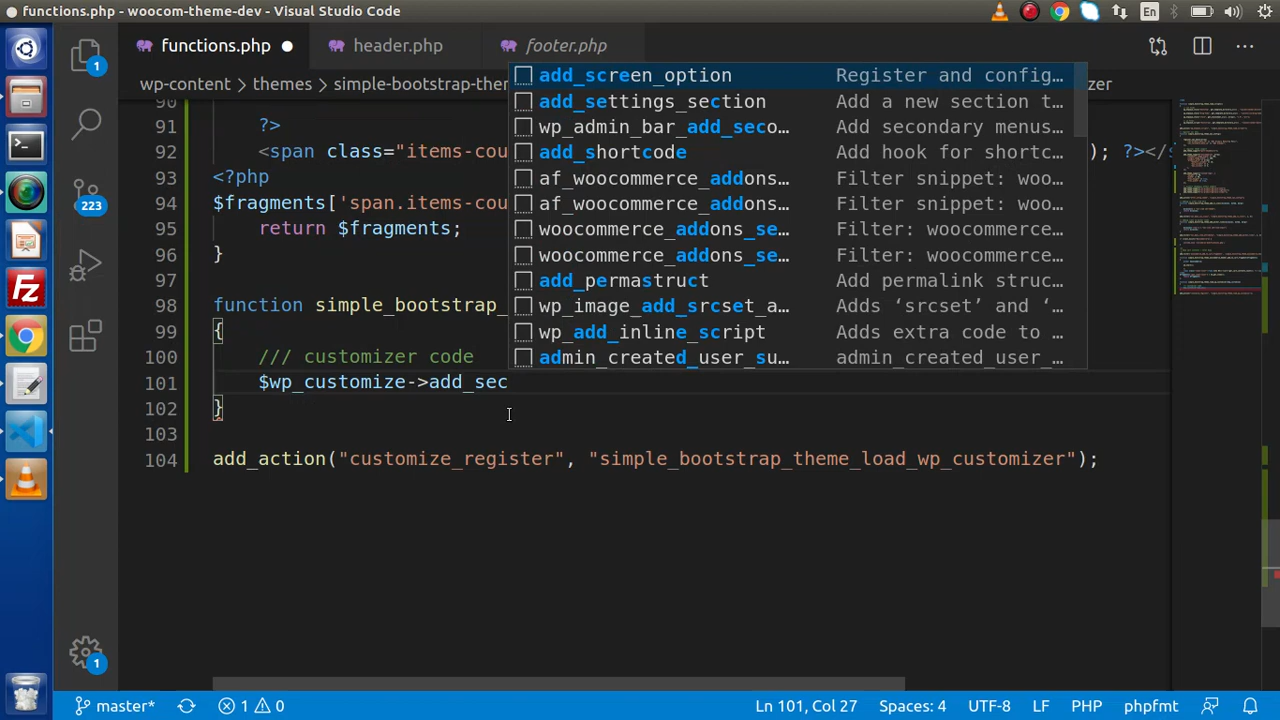 functions.php - woocom-theme-dev - Visual Studio Code
En
functions.php
header.php
footer.php
1
223
1
wp-content
themes
simple-bootstrap-the
90
91 ?>
92 <span class="items-cou ); ?></s
93 <?php
94 $fragments['span.items-cou
95 return $fragments;
96 }
97
98 function simple_bootstrap_
99 {
100 /// customizer code
101 $wp_customize->add_sec
102 }
103
104 add_action("customize_register", "simple_bootstrap_theme_load_wp_customizer");
add_screen_option Register and config…
add_settings_section Add a new section t…
wp_admin_bar_add_seco… Add secondary menus…
add_shortcode Add hook for shortc…
af_woocommerce_addons… Filter snippet: woo…
af_woocommerce_addons… Filter snippet: woo…
woocommerce_addons_se… Filter: woocommerce…
woocommerce_addons_se… Filter: woocommerce…
add_permastruct Add permalink struc…
wp_image_add_srcset_a… Adds ‘srcset’ and ‘…
wp_add_inline_script Adds extra code to …
admin_created_user_su… admin_created_user_…
master* 1 0 Ln 101, Col 27 Spaces: 4 UTF-8 LF PHP phpfmt